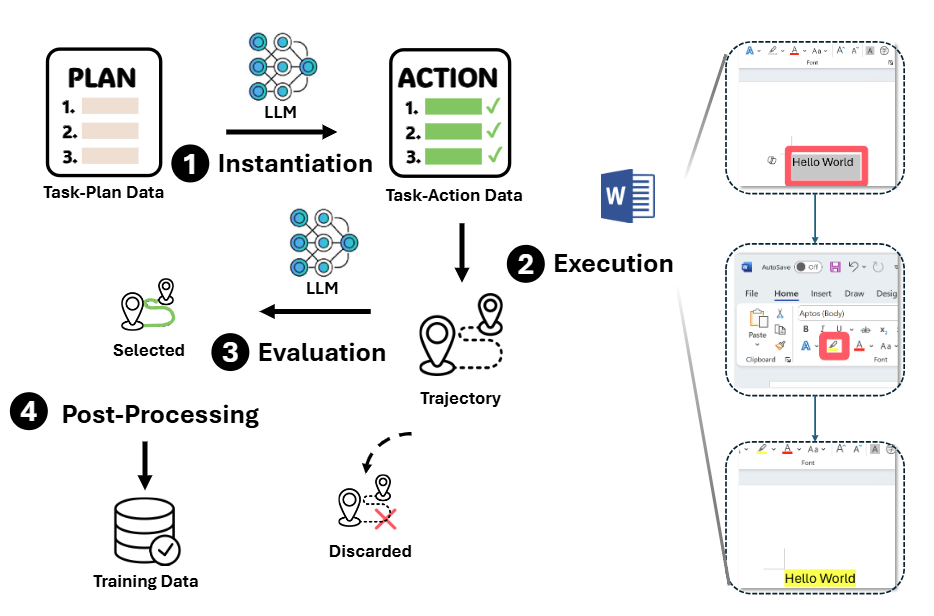 PLAN
1.
2.
3.
Task-Plan Data
LLM
1 Instantiation
ACTION
1.
2.
3.
Task-Action Data
W
2 Execution
LLM
3 Evaluation
Selected
Trajectory
Discarded
4 Post-Processing
Training Data
A A Aa A A A
Font
Hello World
AutoSave Off
File Home Insert Draw Desig
Aptos (Body)
Paste
B I U ab x₂
A A Aa
Clipboard Font
A Aa A A A
Font
Hello World